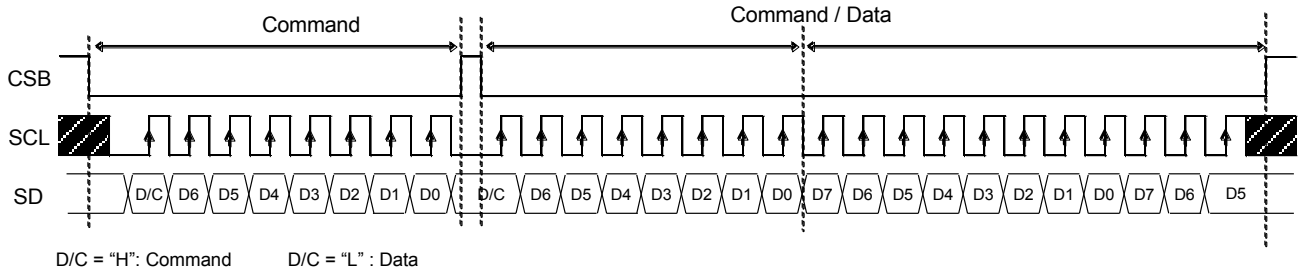 Command
Command / Data
CSB
SCL
SD
D/C D6 D5 D4 D3 D2 D1 D0 D/C D6 D5 D4 D3 D2 D1 D0 D7 D6 D5 D4 D3 D2 D1 D0 D7 D6 D5
D/C = “H”: Command D/C = “L” : Data